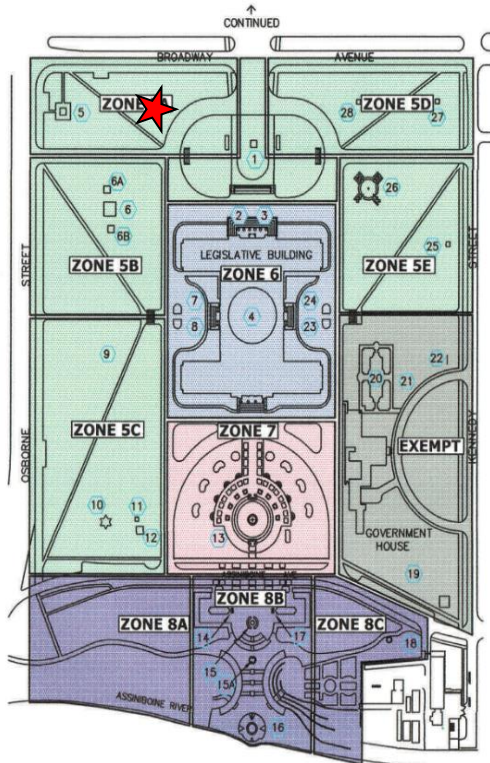 CONTINUED
BROADWAY AVENUE
ZONE
ZONE 5D
5
28
27
1
6A
6
6B
26
2 3
LEGISLATIVE BUILDING
25
ZONE 5B
ZONE 6
ZONE 5E
STREET
STREET
7
24
8
4
23
9
20
21
22
ZONE 5C
ZONE 7
EXEMPT
OSBORNE
KENNEDY
10
11
12
13
GOVERNMENT
HOUSE
19
ZONE 8A
ZONE 8B
ZONE 8C
14
17
18
15
15A
ASSINIBOINE RIVER
16